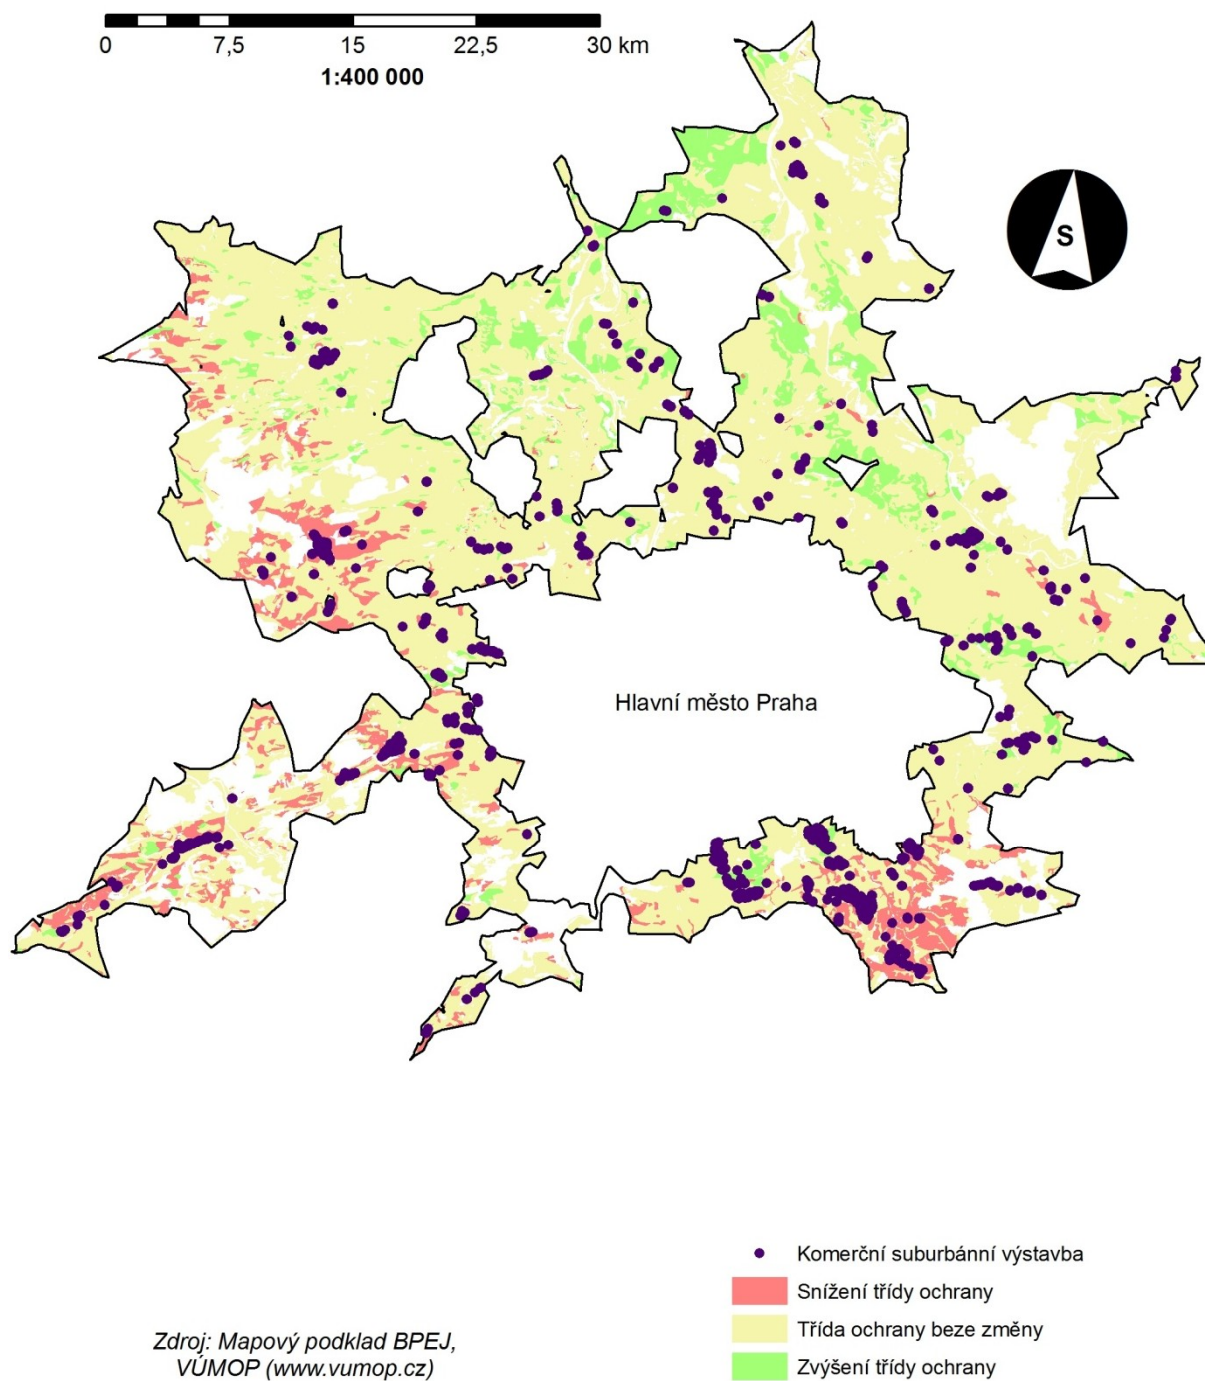 0 7,5 15 22,5 30 km
1:400 000
S
Hlavní město Praha
Komerční suburbánní výstavba
Snížení třídy ochrany
Třída ochrany beze změny
Zvýšení třídy ochrany
Zdroj: Mapový podklad BPEJ,
VÚMOP (www.vumop.cz)